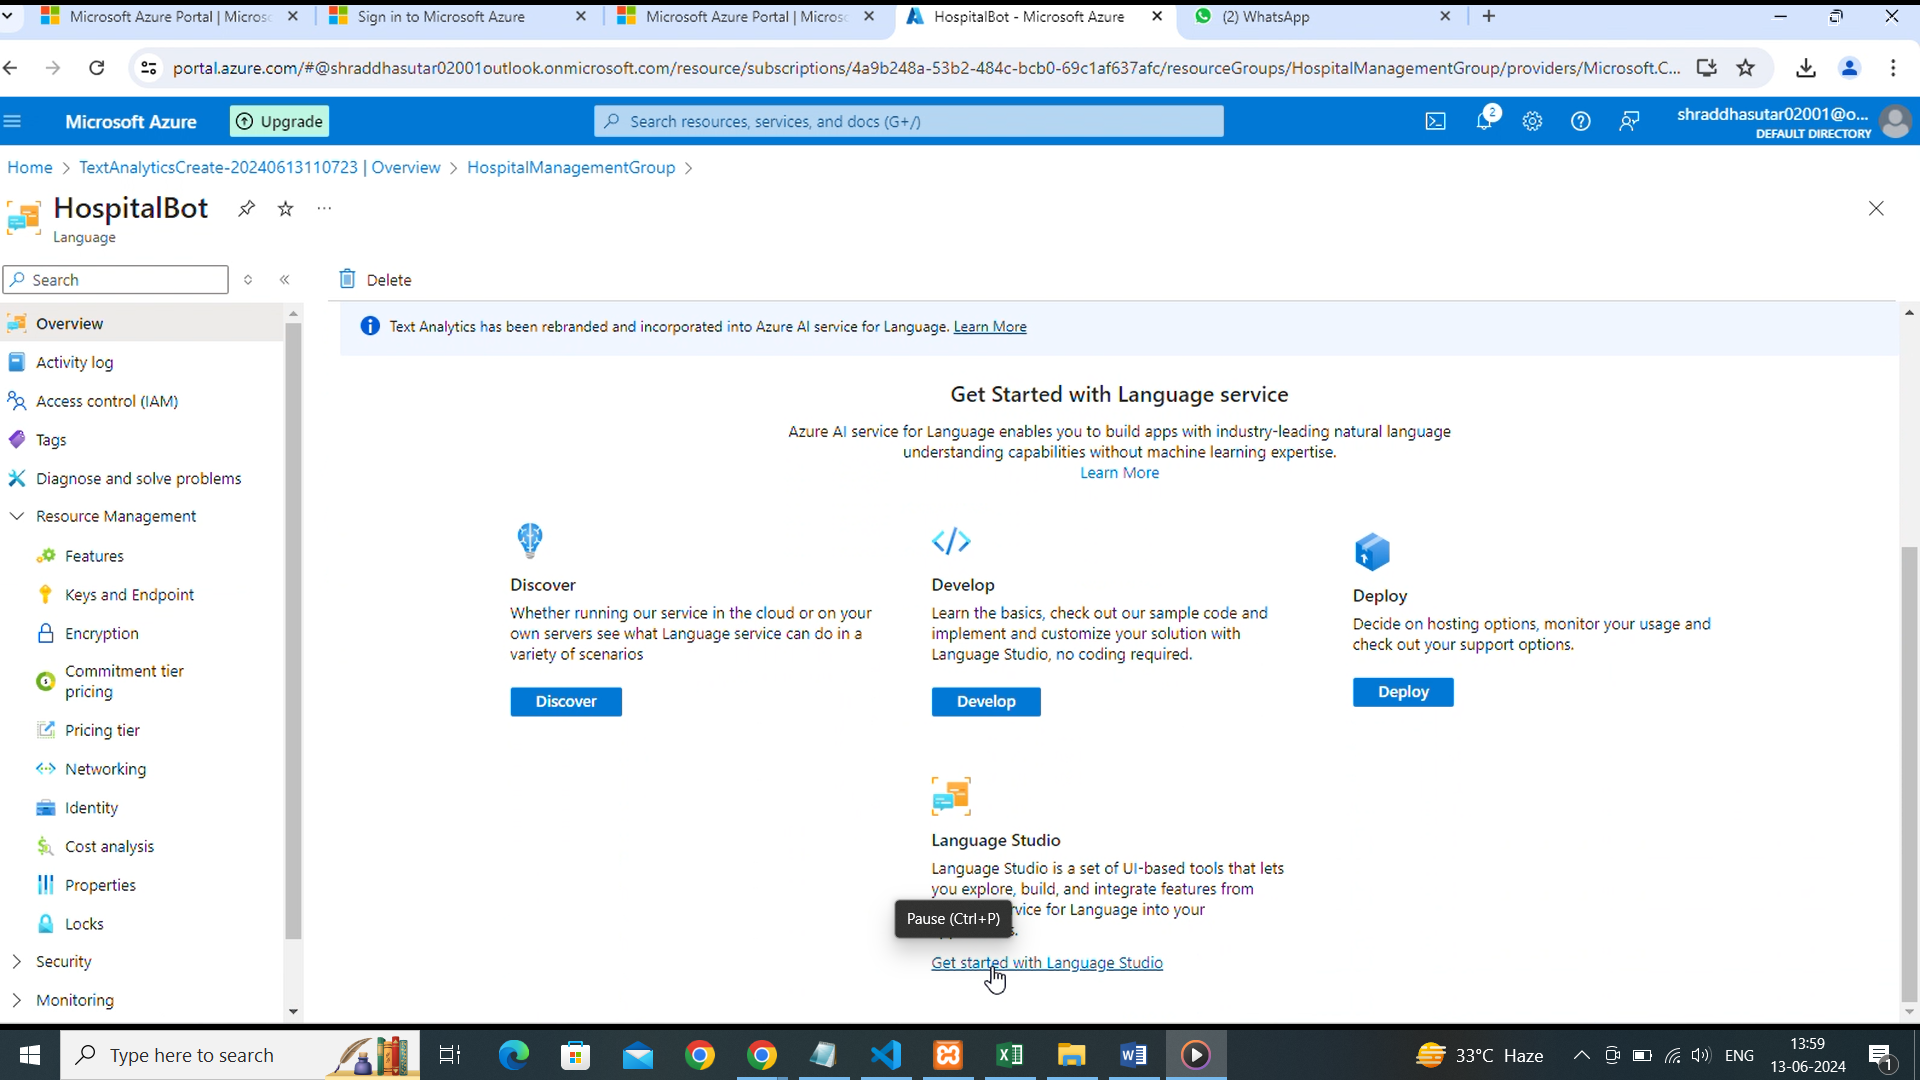 Microsoft Azure Portal | Micros
Sign in to Microsoft Azure
Microsoft Azure Portal | Micros
HospitalBot - Microsoft Azure
(2) WhatsApp
portal.azure.com/#@shraddhasutar02001outlook.onmicrosoft.com/resource/subscriptions/4a9b248a-53b2-484c-bcb0-69c1af637afc/resourceGroups/HospitalManagementGroup/providers/Microsoft.C...
Microsoft Azure
Upgrade
Search resources, services, and docs (G+/)
2
shraddhasutar02001@o...
DEFAULT DIRECTORY
Home > TextAnalyticsCreate-20240613110723 | Overview > HospitalManagementGroup >
HospitalBot
Language
Search
Delete
Overview
Activity log
Access control (IAM)
Tags
Diagnose and solve problems
Resource Management
Features
Keys and Endpoint
Encryption
Commitment tier
pricing
Pricing tier
Networking
Identity
Cost analysis
Properties
Locks
Security
Monitoring
Text Analytics has been rebranded and incorporated into Azure AI service for Language. Learn More
Get Started with Language service
Azure AI service for Language enables you to build apps with industry-leading natural language
understanding capabilities without machine learning expertise.
Learn More
Discover
Whether running our service in the cloud or on your
own servers see what Language service can do in a
variety of scenarios
Discover
Develop
Learn the basics, check out our sample code and
implement and customize your solution with
Language Studio, no coding required.
Develop
Deploy
Decide on hosting options, monitor your usage and
check out your support options.
Deploy
Language Studio
Language Studio is a set of UI-based tools that lets
you explore, build, and integrate features from
for Language into your
Pause (Ctrl+P)
Get started with Language Studio
Type here to search
33°C Haze
ENG
13:59
13-06-2024
1